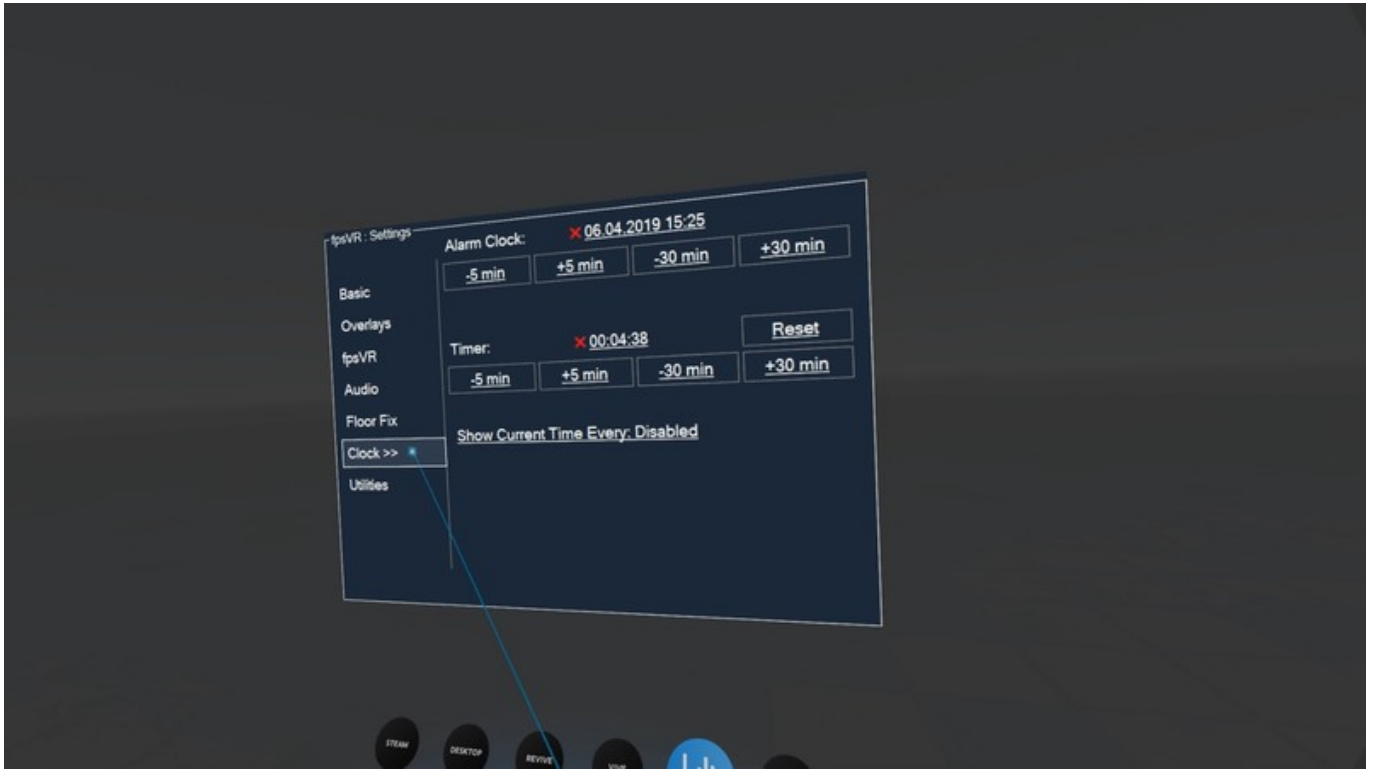 fpsVR : Settings
Basic
Overlays
fpsVR
Audio
Floor Fix
Clock >>
Utilities
Alarm Clock: ✕ 06.04.2019 15:25
-5 min +5 min -30 min +30 min
Timer: ✕ 00:04:38 Reset
-5 min +5 min -30 min +30 min
Show Current Time Every: Disabled
STEAM DESKTOP REVIVE VIVE